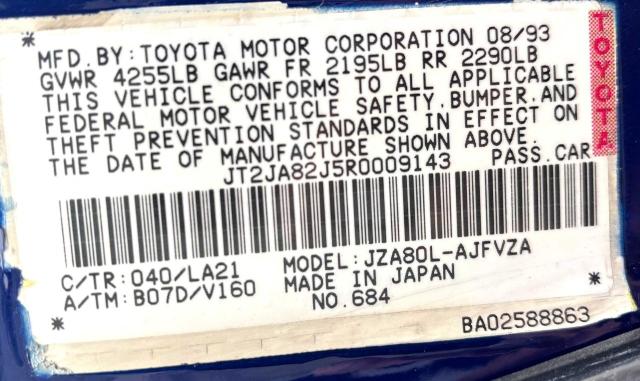 * MFD. BY: TOYOTA MOTOR CORPORATION 08/93
GVWR 4255LB GAWR FR 2195LB RR 2290LB
THIS VEHICLE CONFORMS TO ALL APPLICABLE
FEDERAL MOTOR VEHICLE SAFETY, BUMPER, AND
THEFT PREVENTION STANDARDS IN EFFECT ON
THE DATE OF MANUFACTURE SHOWN ABOVE.
JT2JA82J5R0009143 PASS. CAR
TOYOTA
C/TR: 040/LA21 MODEL: JZA80L-AJFVZA
A/TM: B07D/V160 MADE IN JAPAN
* NO. 684 *
BA02588863